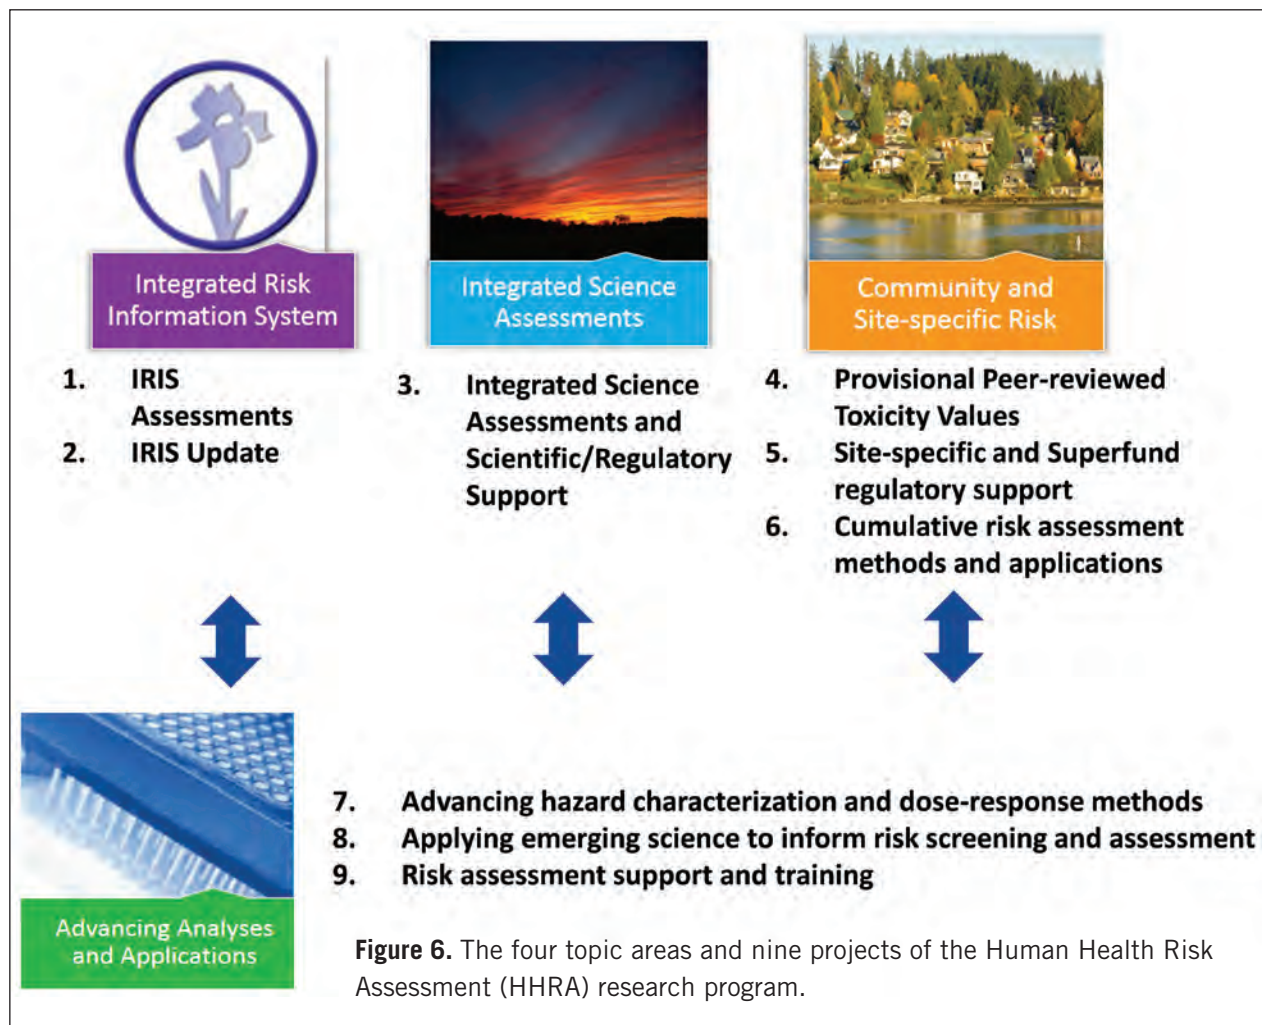 Integrated Risk
Information System
Integrated Science
Assessments
Community and
Site-specific Risk
1. IRIS
Assessments
2. IRIS Update
3. Integrated Science
Assessments and
Scientific/Regulatory
Support
4. Provisional Peer-reviewed
Toxicity Values
5. Site-specific and Superfund
regulatory support
6. Cumulative risk assessment
methods and applications
Advancing Analyses
and Applications
7. Advancing hazard characterization and dose-response methods
8. Applying emerging science to inform risk screening and assessment
9. Risk assessment support and training
Figure 6. The four topic areas and nine projects of the Human Health Risk
Assessment (HHRA) research program.